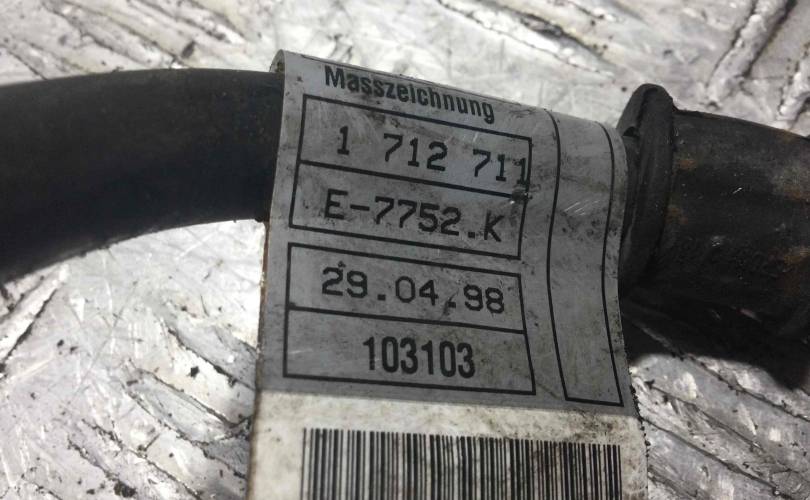 Masszeichnung
1 712 711
E-7752.K
29.04.98
103103